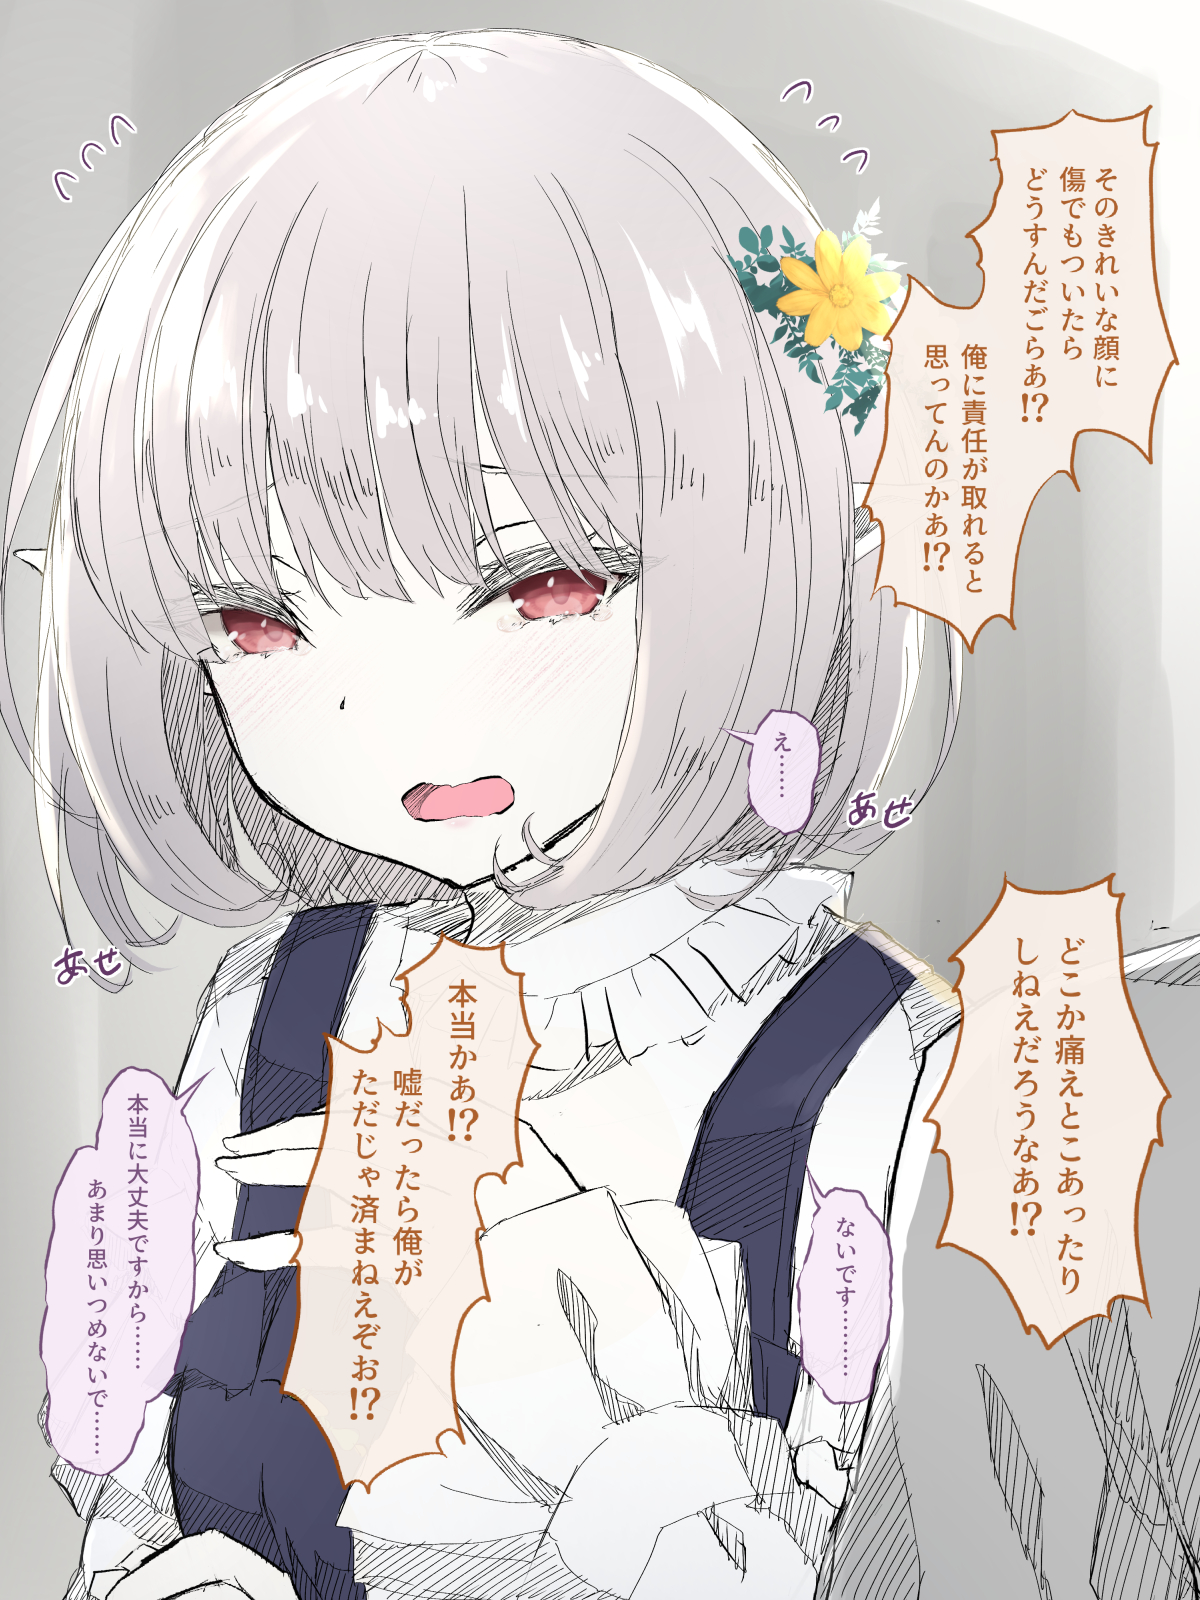 そのきれいな顔に
傷でもついたら
どうすんだごらあ!?
俺に責任が取れると
思ってんのかあ!?
え……
あせ
あせ
どこか痛えとこあったり
しねえだろうなあ!?
ないです………
本当かあ!?
嘘だったら俺が
ただじゃ済まねえぞお!?
本当に大丈夫ですから……
あまり思いつめないで……